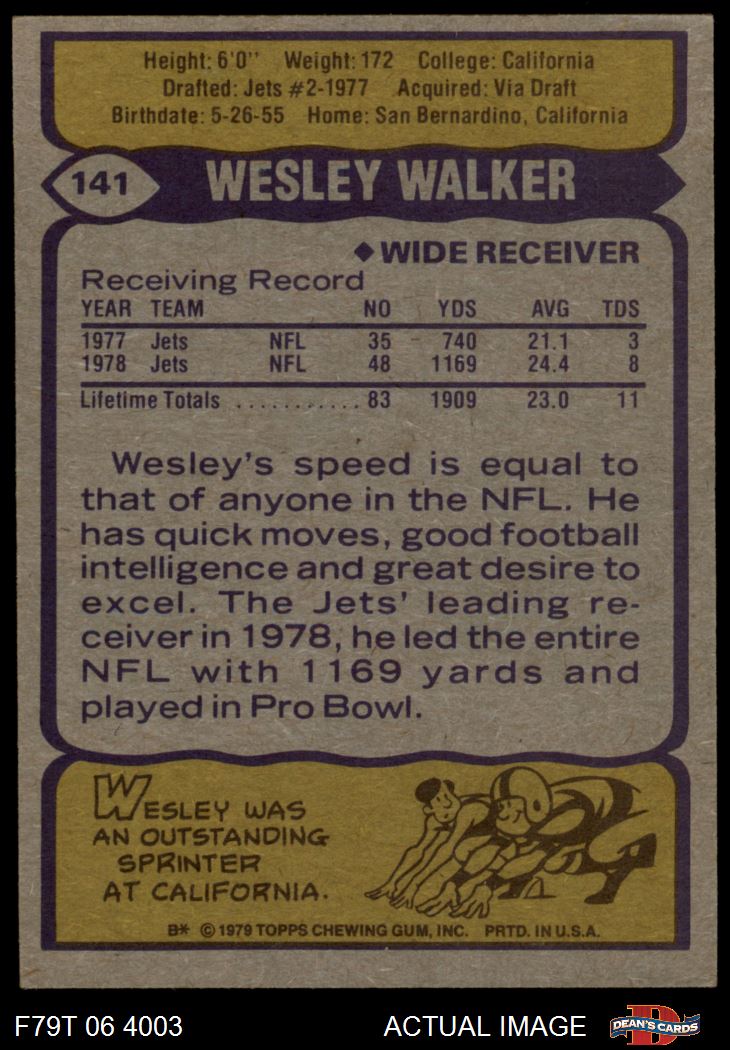 Height: 6'0" Weight: 172 College: California
Drafted: Jets #2-1977 Acquired: Via Draft
Birthdate: 5-26-55 Home: San Bernardino, California
141 WESLEY WALKER
◆ WIDE RECEIVER
Receiving Record
YEAR TEAM NO YDS AVG TDS
1977 Jets NFL 35 740 21.1 3
1978 Jets NFL 48 1169 24.4 8
Lifetime Totals ............ 83 1909 23.0 11
Wesley's speed is equal to
that of anyone in the NFL. He
has quick moves, good football
intelligence and great desire to
excel. The Jets' leading re-
ceiver in 1978, he led the entire
NFL with 1169 yards and
played in Pro Bowl.
WESLEY WAS
AN OUTSTANDING
SPRINTER
AT CALIFORNIA.
B* © 1979 TOPPS CHEWING GUM, INC. PRTD. IN U.S.A.
F79T 06 4003 ACTUAL IMAGE D DEAN'S CARDS